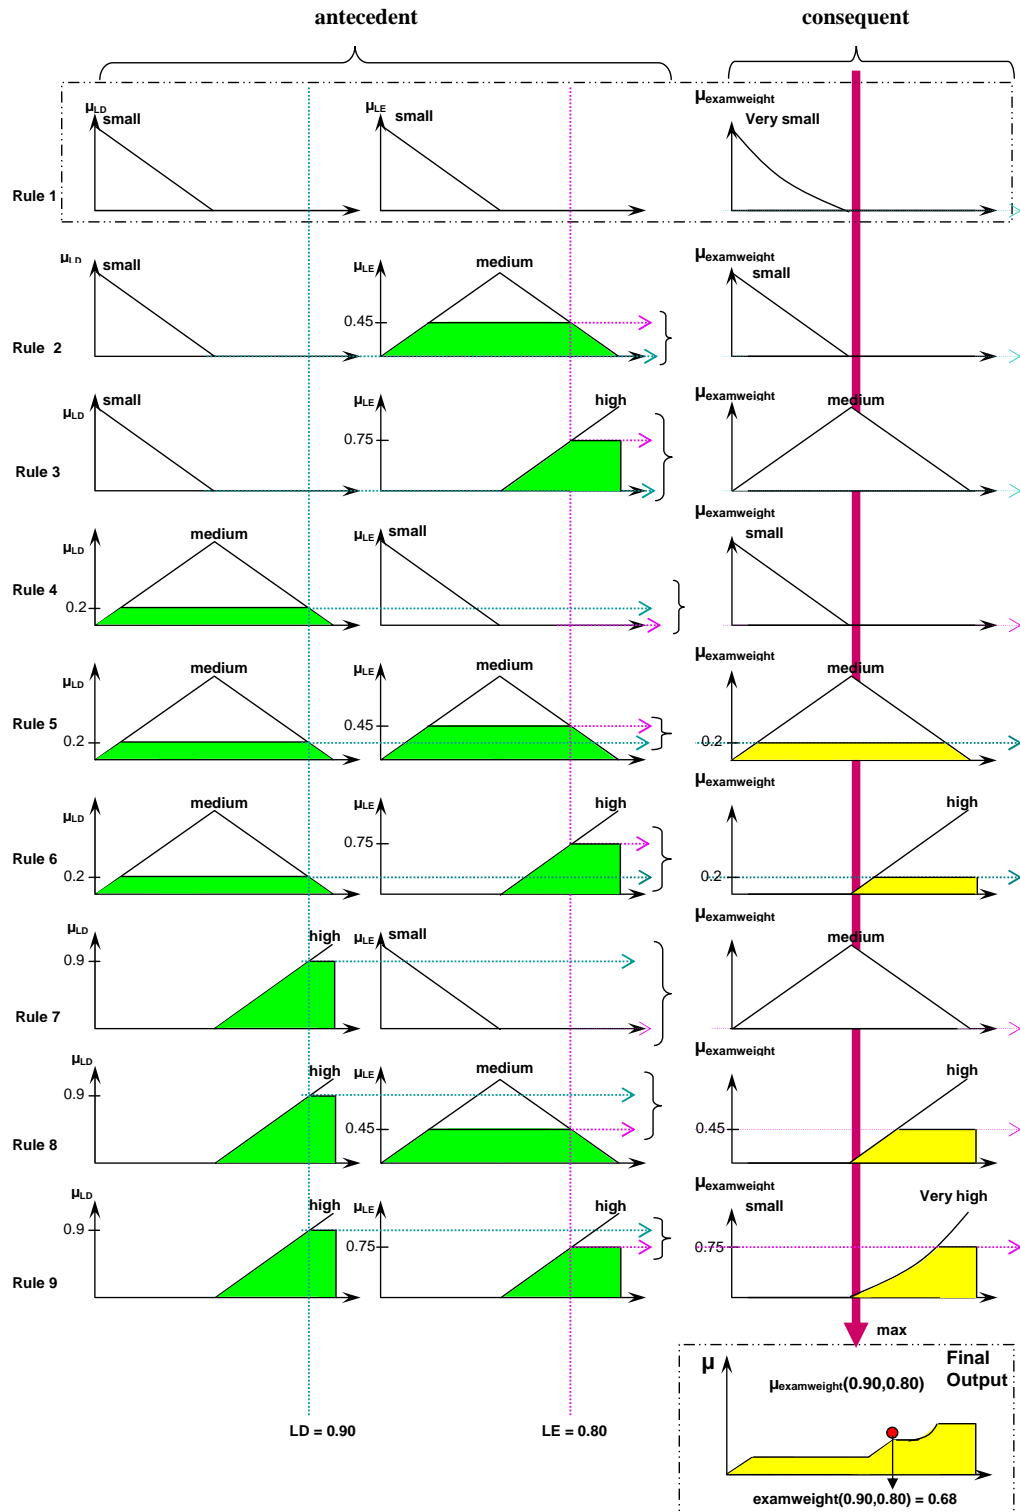 antecedent consequent
μLD small μLE small μexamweight Very small
Rule 1
μLD small μLE medium μexamweight small
0.45
Rule 2
μLD small μLE high μexamweight medium
0.75
Rule 3
μLD medium μLE small μexamweight small
Rule 4
0.2
μLD medium μLE medium μexamweight medium
Rule 5
0.45
0.2 0.2
μLD medium μLE high μexamweight high
0.75
Rule 6
0.2 0.2
μLD high μLE small μexamweight medium
0.9
Rule 7
μLD high μLE medium μexamweight high
0.9
0.45 0.45
Rule 8
μLD high μLE high μexamweight small Very high
0.9
0.75 0.75
Rule 9
max
μ Final
Output
μexamweight(0.90,0.80)
LD = 0.90 LE = 0.80
examweight(0.90,0.80) = 0.68